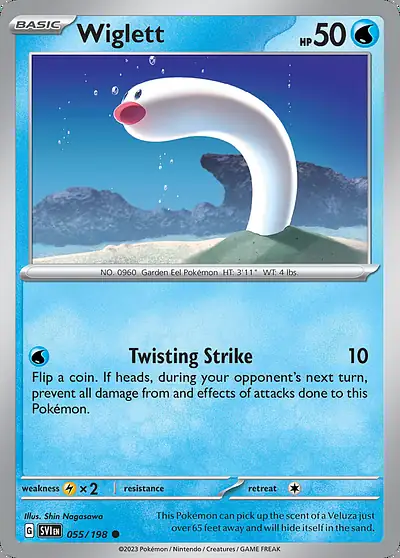 BASIC Wiglett HP 50
NO. 0960 Garden Eel Pokémon HT: 3'11" WT: 4 lbs.
Twisting Strike 10
Flip a coin. If heads, during your opponent's next turn,
prevent all damage from and effects of attacks done to this
Pokémon.
weakness ×2 resistance retreat
Illus. Shin Nagasawa
G SVI EN 055/198
This Pokémon can pick up the scent of a Veluza just
over 65 feet away and will hide itself in the sand.
©2023 Pokémon / Nintendo / Creatures / GAME FREAK